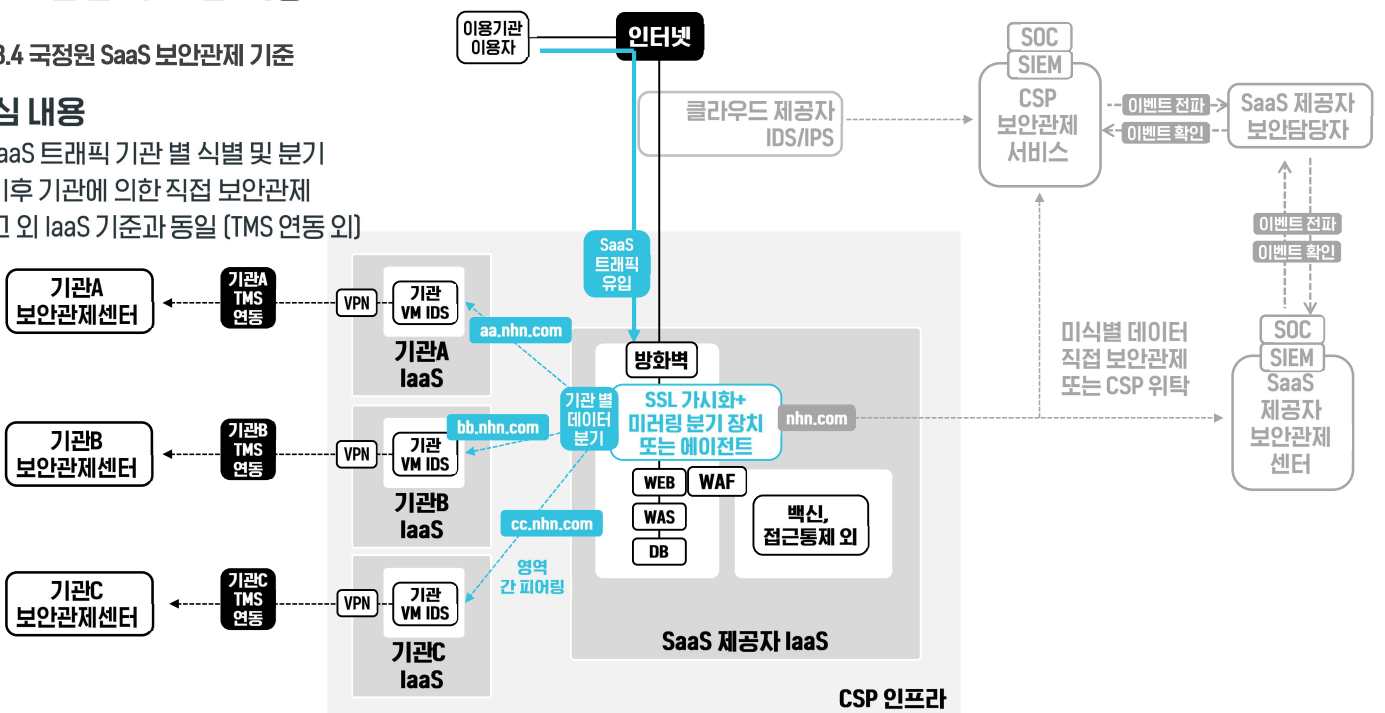 3.4 국정원 SaaS 보안관제 기준
심 내용
aaS 트래픽 기관 별 식별 및 분기
이후 기관에 의한 직접 보안관제
외 IaaS 기준과 동일 (TMS 연동 외)
이용기관
이용자
인터넷
클라우드 제공자
IDS/IPS
SOC
SIEM
CSP
보안관제
서비스
이벤트 전파
이벤트 확인
SaaS 제공자
보안담당자
이벤트 전파
이벤트 확인
SaaS
트래픽
유입
기관A
보안관제센터
기관A
TMS
연동
VPN
기관
VM IDS
기관A
IaaS
aa.nhn.com
방화벽
기관 별
데이터
분기
SSL 가시화+
미러링 분기 장치
또는 에이전트
nhn.com
미식별 데이터
직접 보안관제
또는 CSP 위탁
SOC
SIEM
SaaS
제공자
보안관제
센터
기관B
보안관제센터
기관B
TMS
연동
VPN
기관
VM IDS
기관B
IaaS
bb.nhn.com
WEB
WAF
WAS
DB
백신,
접근통제 외
cc.nhn.com
영역
간 피어링
기관C
보안관제센터
기관C
TMS
연동
VPN
기관
VM IDS
기관C
IaaS
SaaS 제공자 IaaS
CSP 인프라